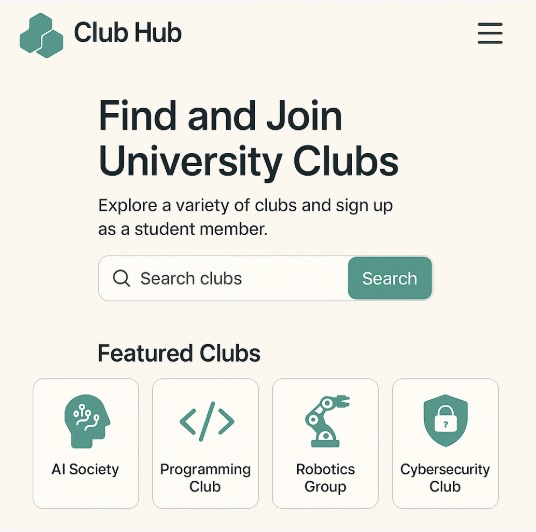 Club Hub
Find and Join
University Clubs
Explore a variety of clubs and sign up
as a student member.
Search clubs
Search
Featured Clubs
</>
AI Society
Programming
Club
Robotics
Group
?
Cybersecurity
Club